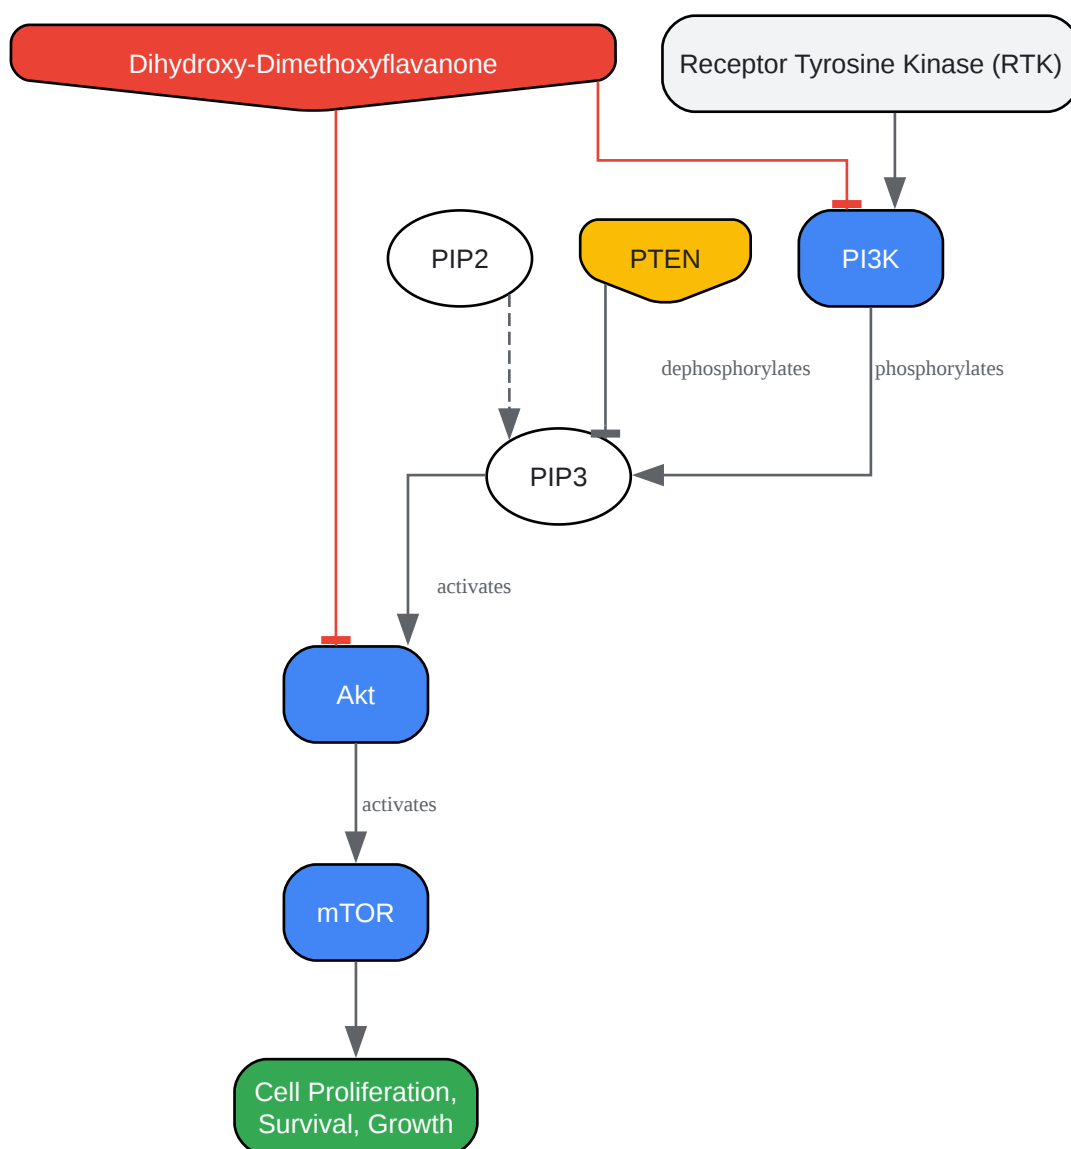 Dihydroxy-Dimethoxyflavanone
Receptor Tyrosine Kinase (RTK)
PIP2
PTEN
PI3K
dephosphorylates
phosphorylates
PIP3
activates
Akt
activates
mTOR
Cell Proliferation,
Survival, Growth